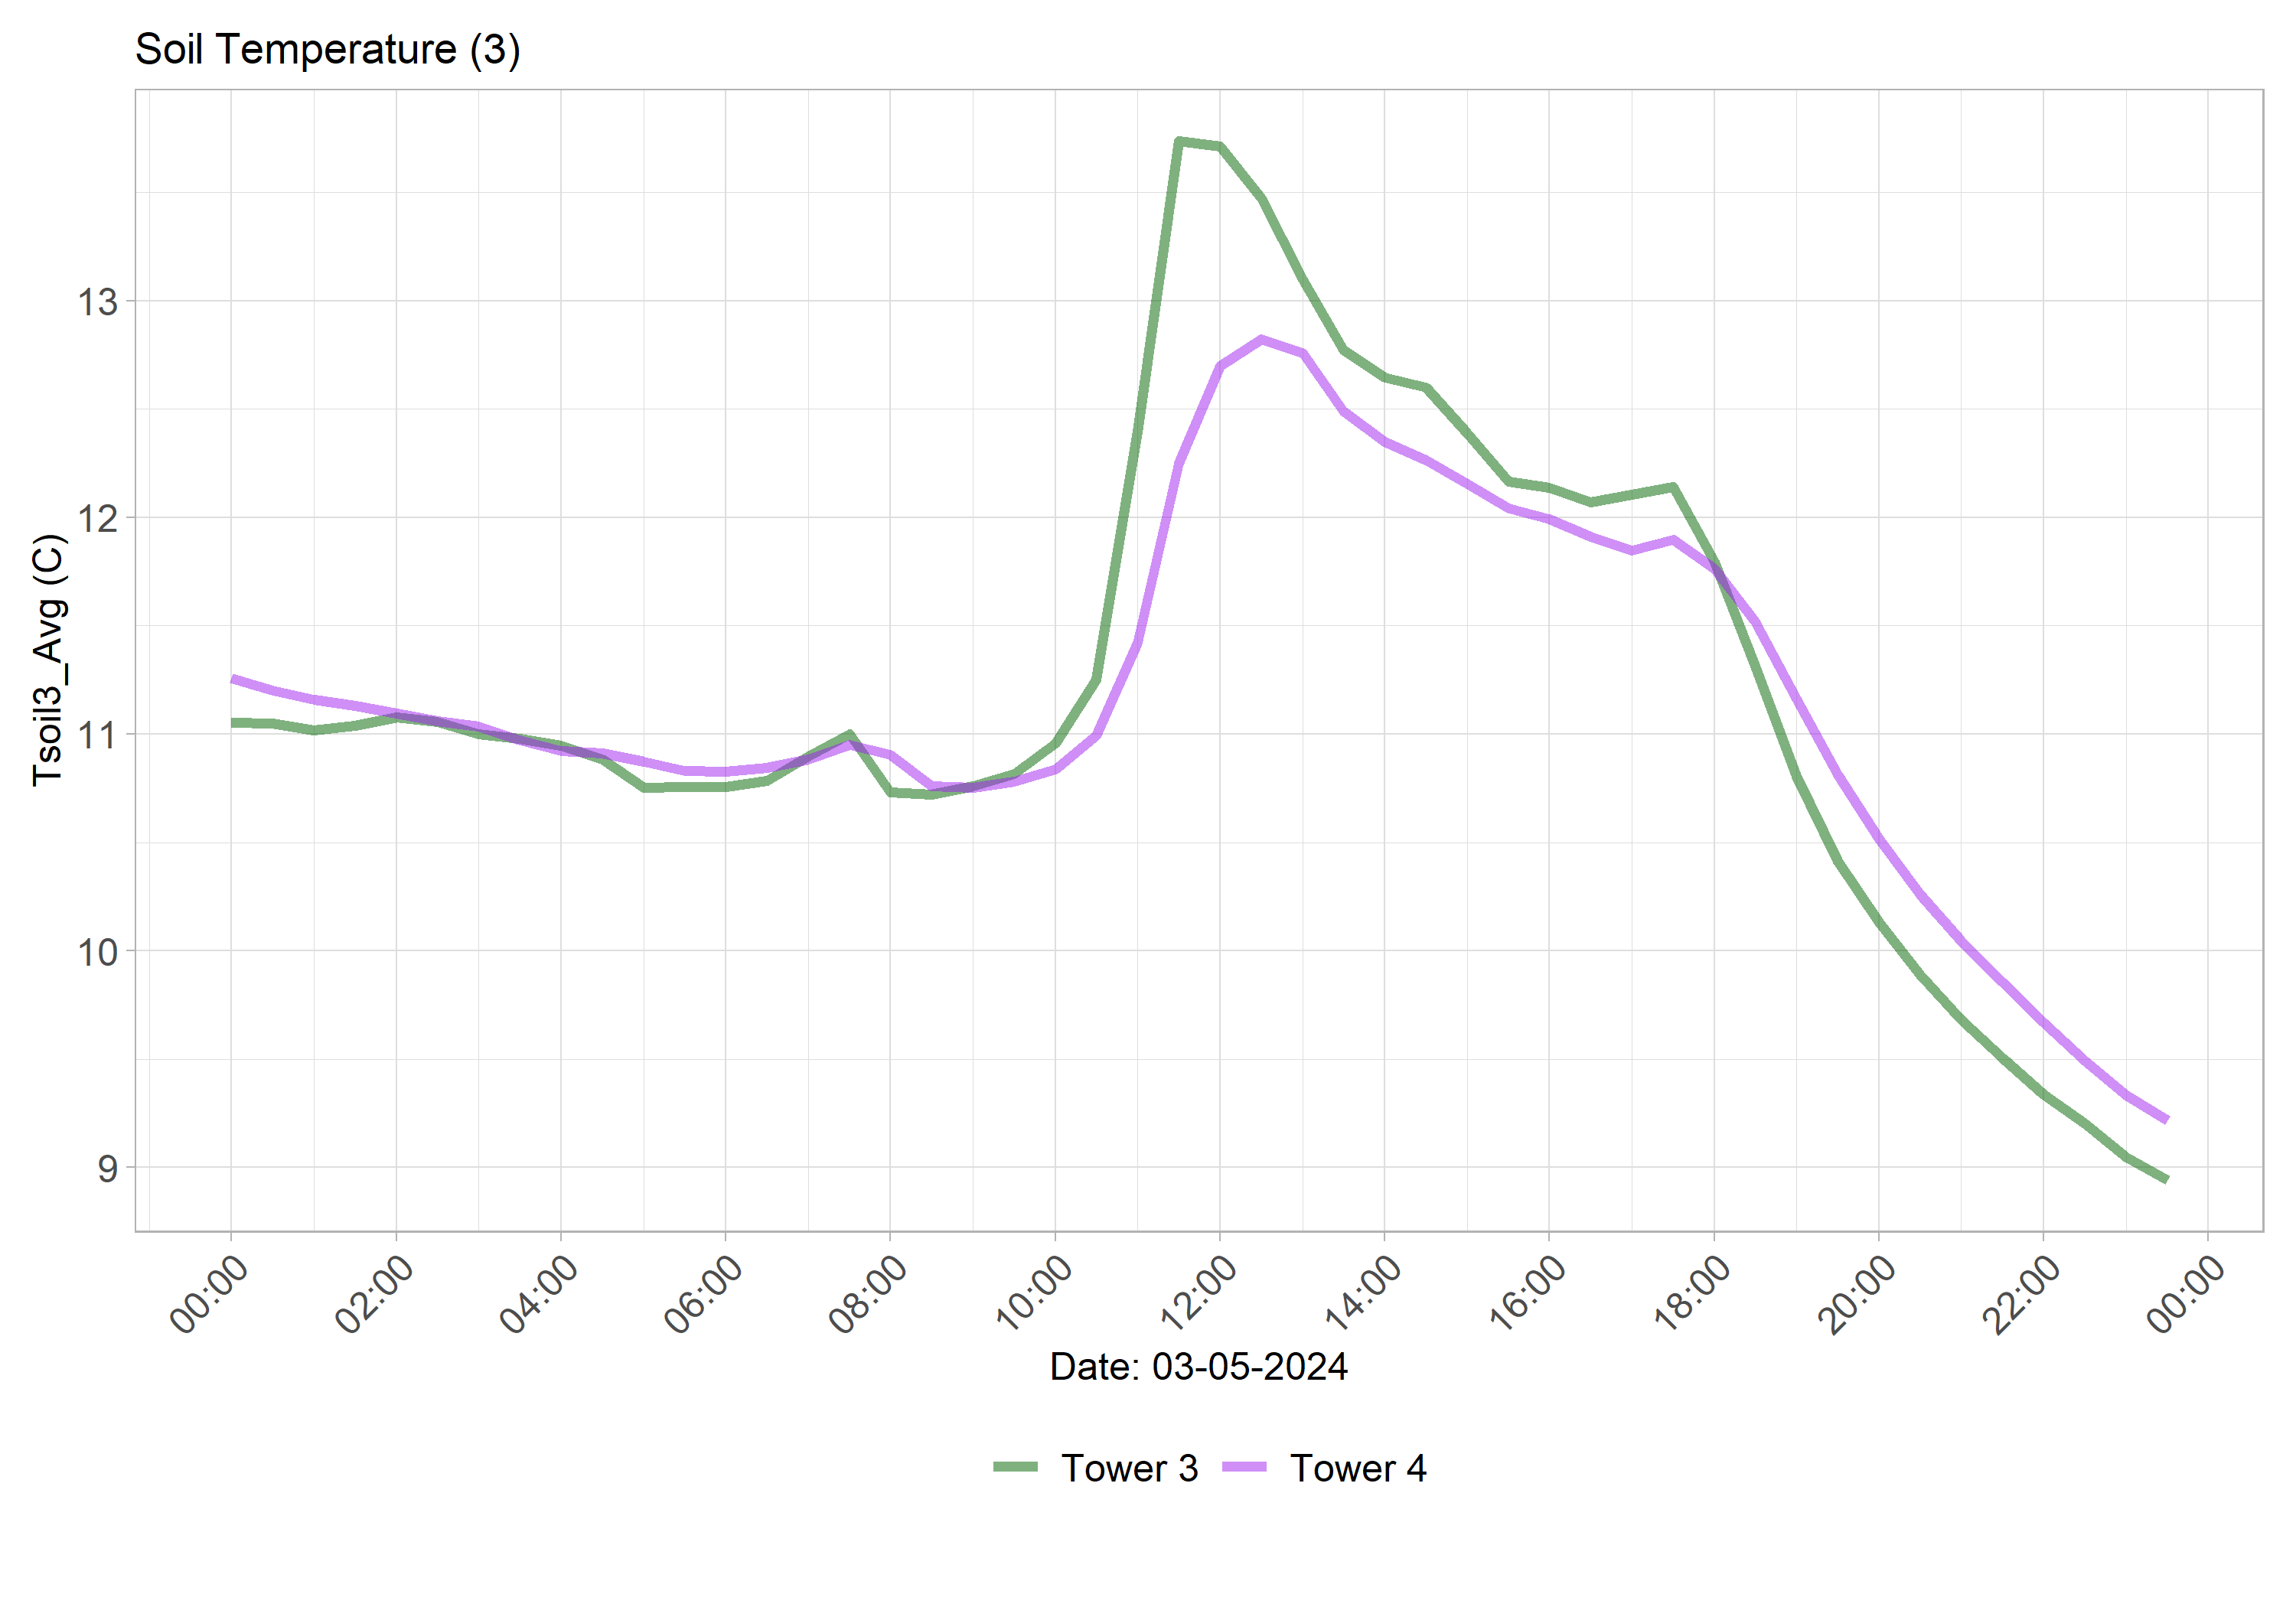 Soil Temperature (3)
Tsoil3_Avg (C)
13
12
11
10
9
00:00 02:00 04:00 06:00 08:00 10:00 12:00 14:00 16:00 18:00 20:00 22:00 00:00
Date: 03-05-2024
Tower 3 Tower 4